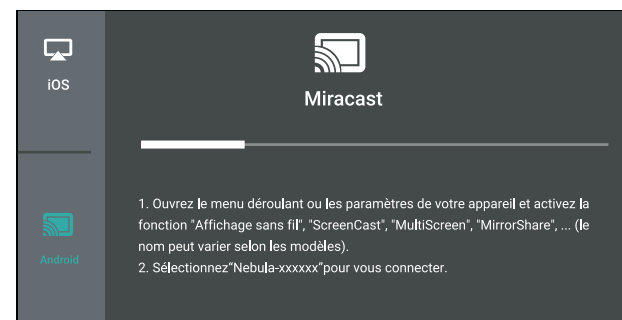 iOS
Miracast
1. Ouvrez le menu déroulant ou les paramètres de votre appareil et activez la
fonction "Affichage sans fil", "ScreenCast", "MultiScreen", "MirrorShare", ... (le
nom peut varier selon les modèles).
2. Sélectionnez“Nebula-xxxxxx”pour vous connecter.
Android